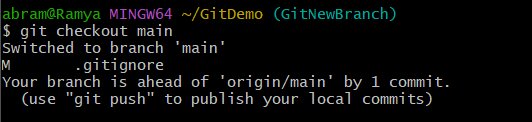 abram@Ramya MINGW64 ~/GitDemo (GitNewBranch)
$ git checkout main
Switched to branch 'main'
M       .gitignore
Your branch is ahead of 'origin/main' by 1 commit.
  (use "git push" to publish your local commits)